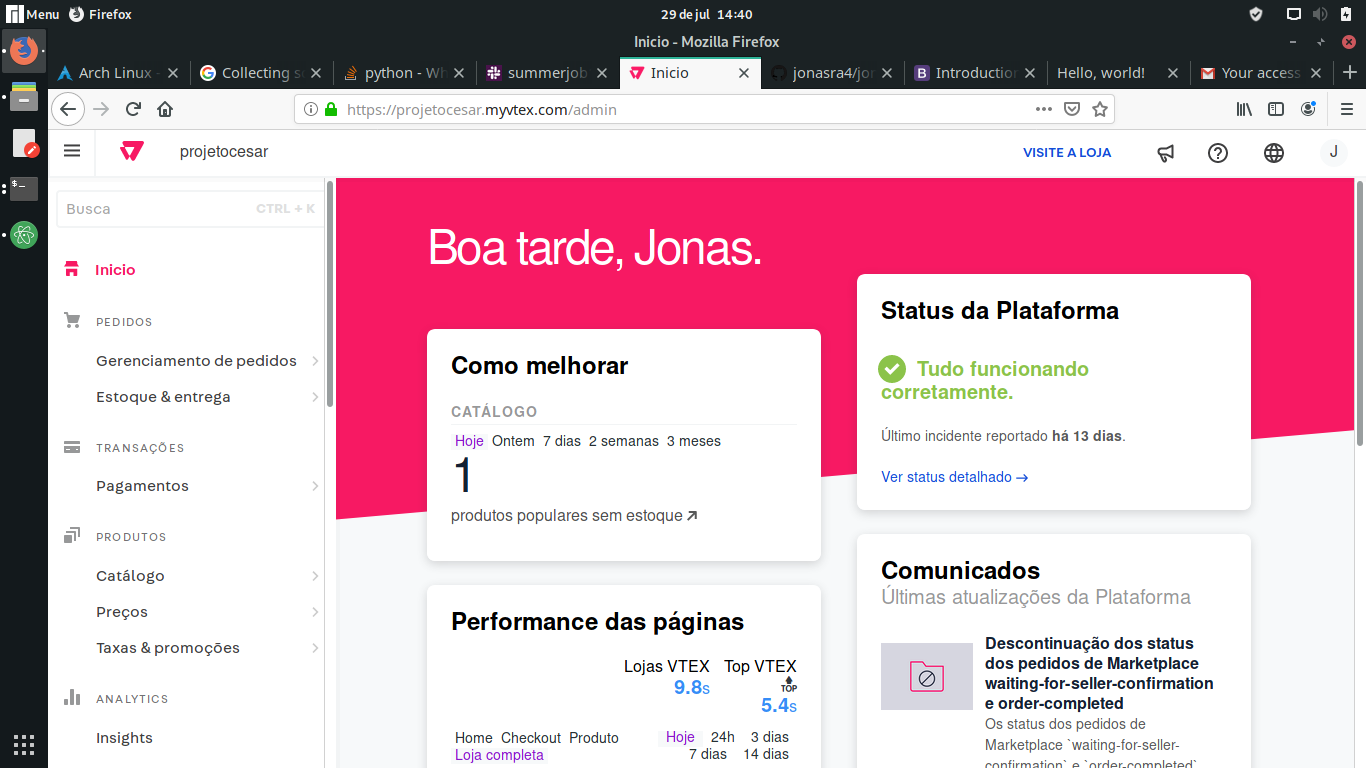 Menu Firefox
29 de jul 14:40
Inicio - Mozilla Firefox
Arch Linux -
Collecting s
python - Wh
summerjob
Inicio
jonasra4/jor
Introduction
Hello, world!
Your access
https://projetocesar.myvtex.com/admin
projetocesar
VISITE A LOJA
J
Busca
CTRL + K
Inicio
PEDIDOS
Gerenciamento de pedidos
Estoque & entrega
TRANSAÇÕES
Pagamentos
PRODUTOS
Catálogo
Preços
Taxas & promoções
ANALYTICS
Insights
Boa tarde, Jonas.
Como melhorar
CATÁLOGO
Hoje Ontem 7 dias 2 semanas 3 meses
1
produtos populares sem estoque
Performance das páginas
Lojas VTEX Top VTEX
TOP
9.8s
5.4s
Home Checkout Produto
Loja completa
Hoje 24h 3 dias
7 dias 14 dias
Status da Plataforma
Tudo funcionando
corretamente.
Último incidente reportado há 13 dias.
Ver status detalhado →
Comunicados
Últimas atualizações da Plataforma
Descontinuação dos status
dos pedidos de Marketplace
waiting-for-seller-confirmation
e order-completed
Os status dos pedidos de
Marketplace `waiting-for-seller-
confirmation` e `order-completed`